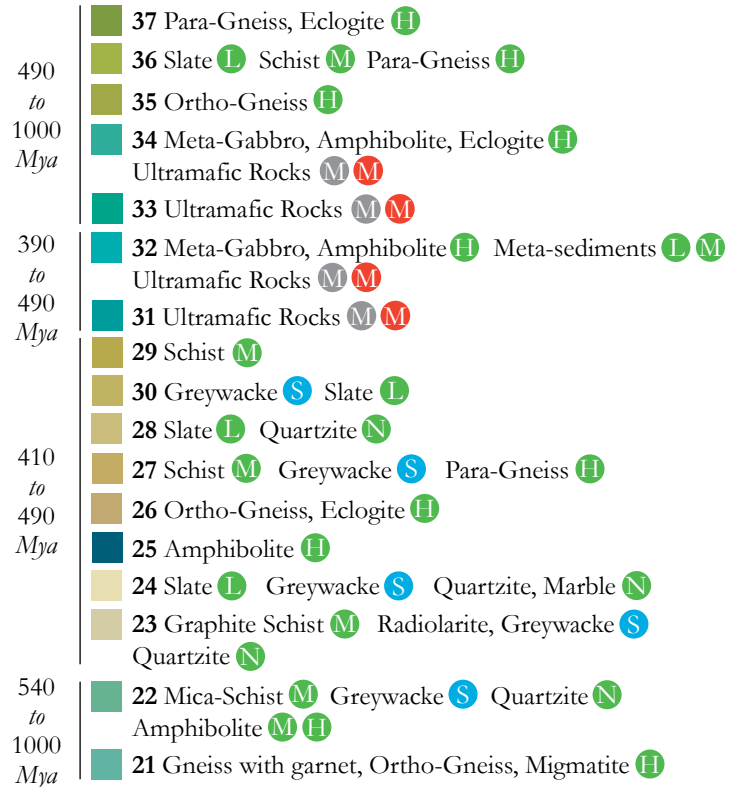 37 Para-Gneiss, Eclogite H
36 Slate L Schist M Para-Gneiss H
35 Ortho-Gneiss H
34 Meta-Gabbro, Amphibolite, Eclogite H
Ultramafic Rocks M M
33 Ultramafic Rocks M M
490
to
1000
Mya
32 Meta-Gabbro, Amphibolite H Meta-sediments L M
Ultramafic Rocks M M
31 Ultramafic Rocks M M
390
to
490
Mya
29 Schist M
30 Greywacke S Slate L
28 Slate L Quartzite N
27 Schist M Greywacke S Para-Gneiss H
26 Ortho-Gneiss, Eclogite H
25 Amphibolite H
24 Slate L Greywacke S Quartzite, Marble N
23 Graphite Schist M Radiolarite, Greywacke S
Quartzite N
410
to
490
Mya
22 Mica-Schist M Greywacke S Quartzite N
Amphibolite M H
21 Gneiss with garnet, Ortho-Gneiss, Migmatite H
540
to
1000
Mya